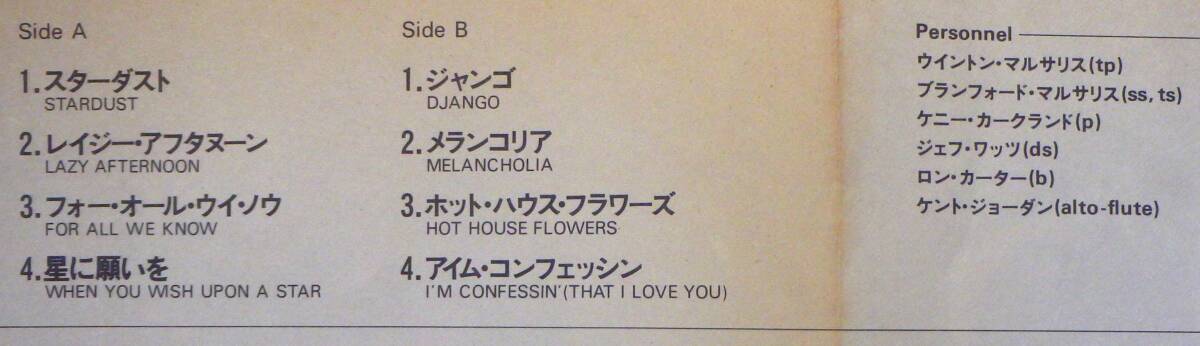 Side A
1.スターダスト
STARDUST
2.レイジー・アフタヌーン
LAZY AFTERNOON
3.フォー・オール・ウイ・ノウ
FOR ALL WE KNOW
4.星に願いを
WHEN YOU WISH UPON A STAR
Side B
1.ジャンゴ
DJANGO
2.メランコリア
MELANCHOLIA
3.ホット・ハウス・フラワーズ
HOT HOUSE FLOWERS
4.アイム・コンフェッシン
I'M CONFESSIN'(THAT I LOVE YOU)
Personnel
ウイントン・マルサリス(tp)
ブランフォード・マルサリス(ss, ts)
ケニー・カークランド(p)
ジェフ・ワッツ(ds)
ロン・カーター(b)
ケント・ジョーダン(alto-flute)